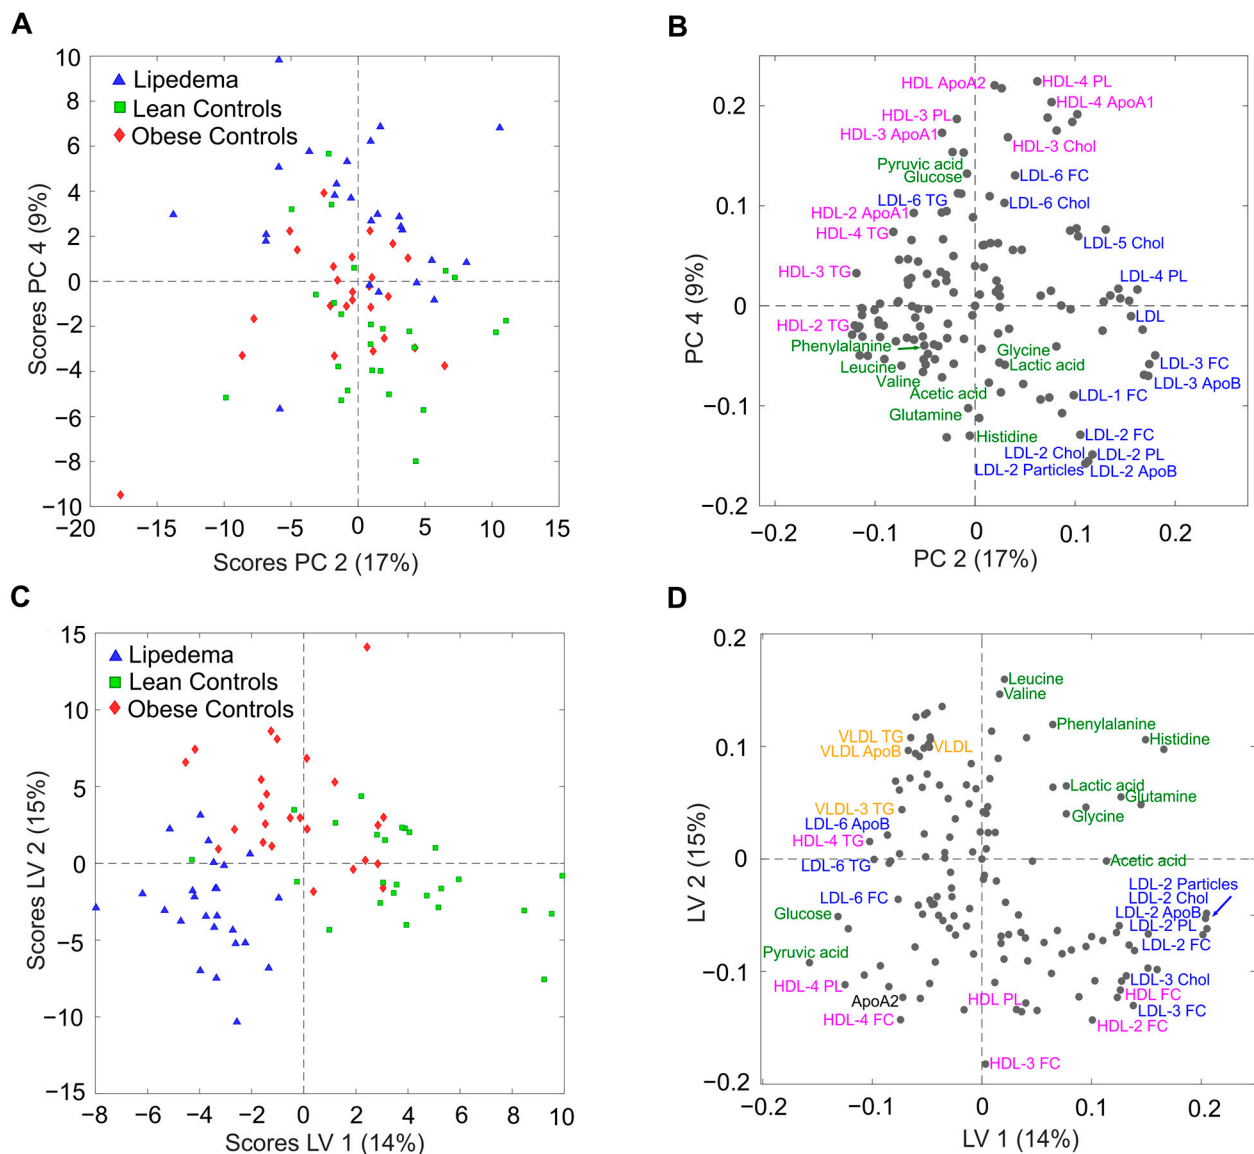 A
Lipedema
Lean Controls
Obese Controls
10
8
6
4
2
0
−2
−4
−6
−8
−10
−20
−15
−10
−5
0
5
10
15
Scores PC 4 (9%)
Scores PC 2 (17%)
B
HDL ApoA2
HDL-4 PL
HDL-4 ApoA1
HDL-3 PL
HDL-3 ApoA1
HDL-3 Chol
Pyruvic acid
Glucose
LDL-6 FC
LDL-6 TG
LDL-6 Chol
HDL-2 ApoA1
HDL-4 TG
LDL-5 Chol
HDL-3 TG
LDL-4 PL
LDL
HDL-2 TG
Phenylalanine
Glycine
Leucine
Lactic acid
LDL-3 FC
Valine
LDL-3 ApoB
Acetic acid
LDL-1 FC
Glutamine
Histidine
LDL-2 FC
LDL-2 Chol
LDL-2 PL
LDL-2 Particles
LDL-2 ApoB
0.2
0.1
0
−0.1
−0.2
−0.2
−0.1
0
0.1
0.2
PC 4 (9%)
PC 2 (17%)
C
Lipedema
Lean Controls
Obese Controls
15
10
5
0
−5
−10
−15
−8
−6
−4
−2
0
2
4
6
8
10
Scores LV 2 (15%)
Scores LV 1 (14%)
D
Leucine
Valine
Phenylalanine
Histidine
VLDL TG
VLDL
VLDL ApoB
Lactic acid
Glutamine
VLDL-3 TG
Glycine
LDL-6 ApoB
HDL-4 TG
LDL-6 TG
Acetic acid
LDL-2 Particles
LDL-2 Chol
LDL-6 FC
LDL-2 ApoB
Glucose
LDL-2 PL
LDL-2 FC
Pyruvic acid
LDL-3 Chol
HDL-4 PL
HDL FC
ApoA2
HDL PL
LDL-3 FC
HDL-4 FC
HDL-2 FC
HDL-3 FC
0.2
0.1
0
−0.1
−0.2
−0.2
−0.1
0
0.1
0.2
LV 2 (15%)
LV 1 (14%)